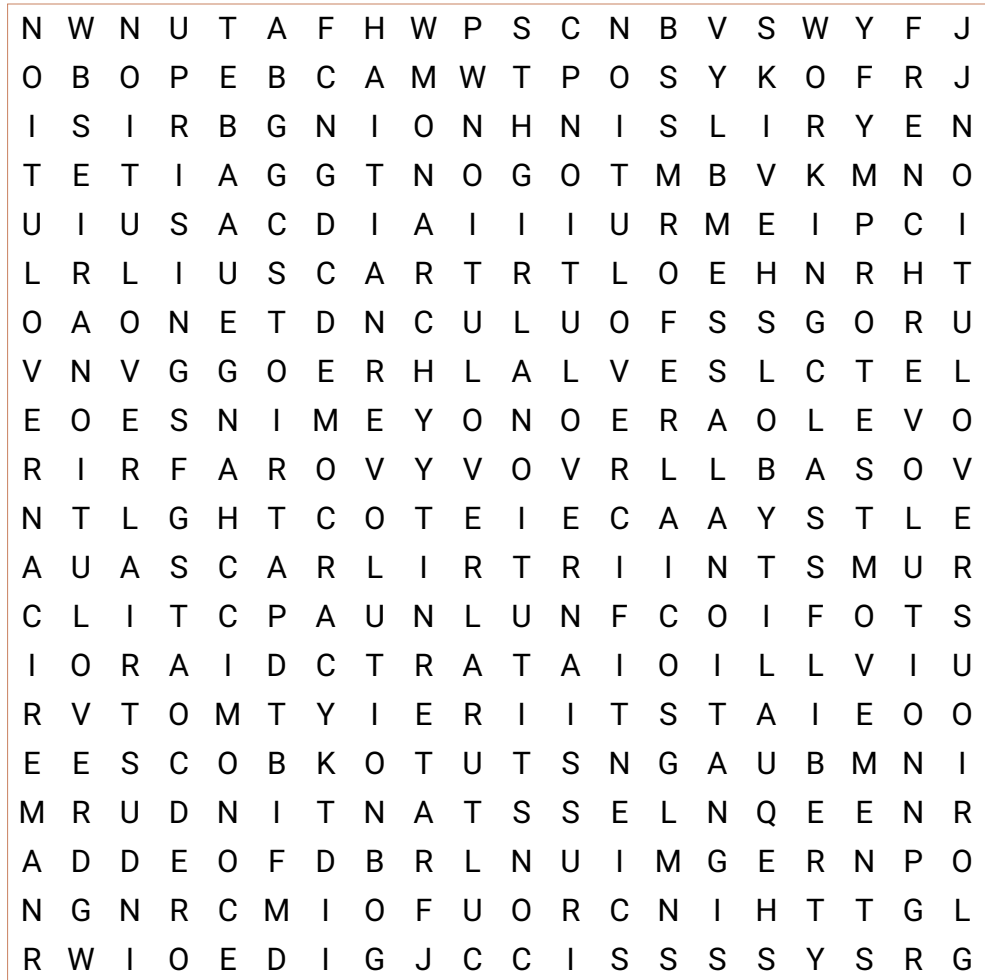 N W N U T A F H W P S C N B V S W Y F J
O B O P E B C A M W T P O S Y K O F R J
I S I R B G N I O N H N I S L I R Y E N
T E T I A G G T N O G O T M B V K M N O
U I U S A C D I A I I I U R M E I P C I
L R L I U S C A R T R T L O E H N R H T
O A O N E T D N C U L U O F S S G O R U
V N V G G O E R H L A L V E S L C T E L
E O E S N I M E Y O N O E R A O L E V O
R I R F A R O V Y V O V R L L B A S O V
N T L G H T C O T E I E C A A Y S T L E
A U A S C A R L I R T R I I N T S M U R
C L I T C P A U N L U N F C O I F O T S
I O R A I D C T R A T A I O I L L V I U
R V T O M T Y I E R I I T S T A I E O O
E E S C O B K O T U T S N G A U B M N I
M R U D N I T N A T S S E L N Q E E N R
A D D E O F D B R L N U I M G E R N P O
N G N R C M I O F U O R C N I H T T G L
R W I O E D I G J C C I S S S S Y S R G